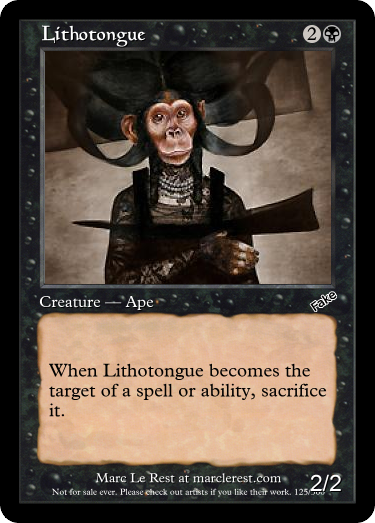 Lithotongue 2
Creature — Ape
Fake
When Lithotongue becomes the
target of a spell or ability, sacrifice
it.
Marc Le Rest at marclerest.com
Not for sale ever. Please check out artists if you like their work.
2/2